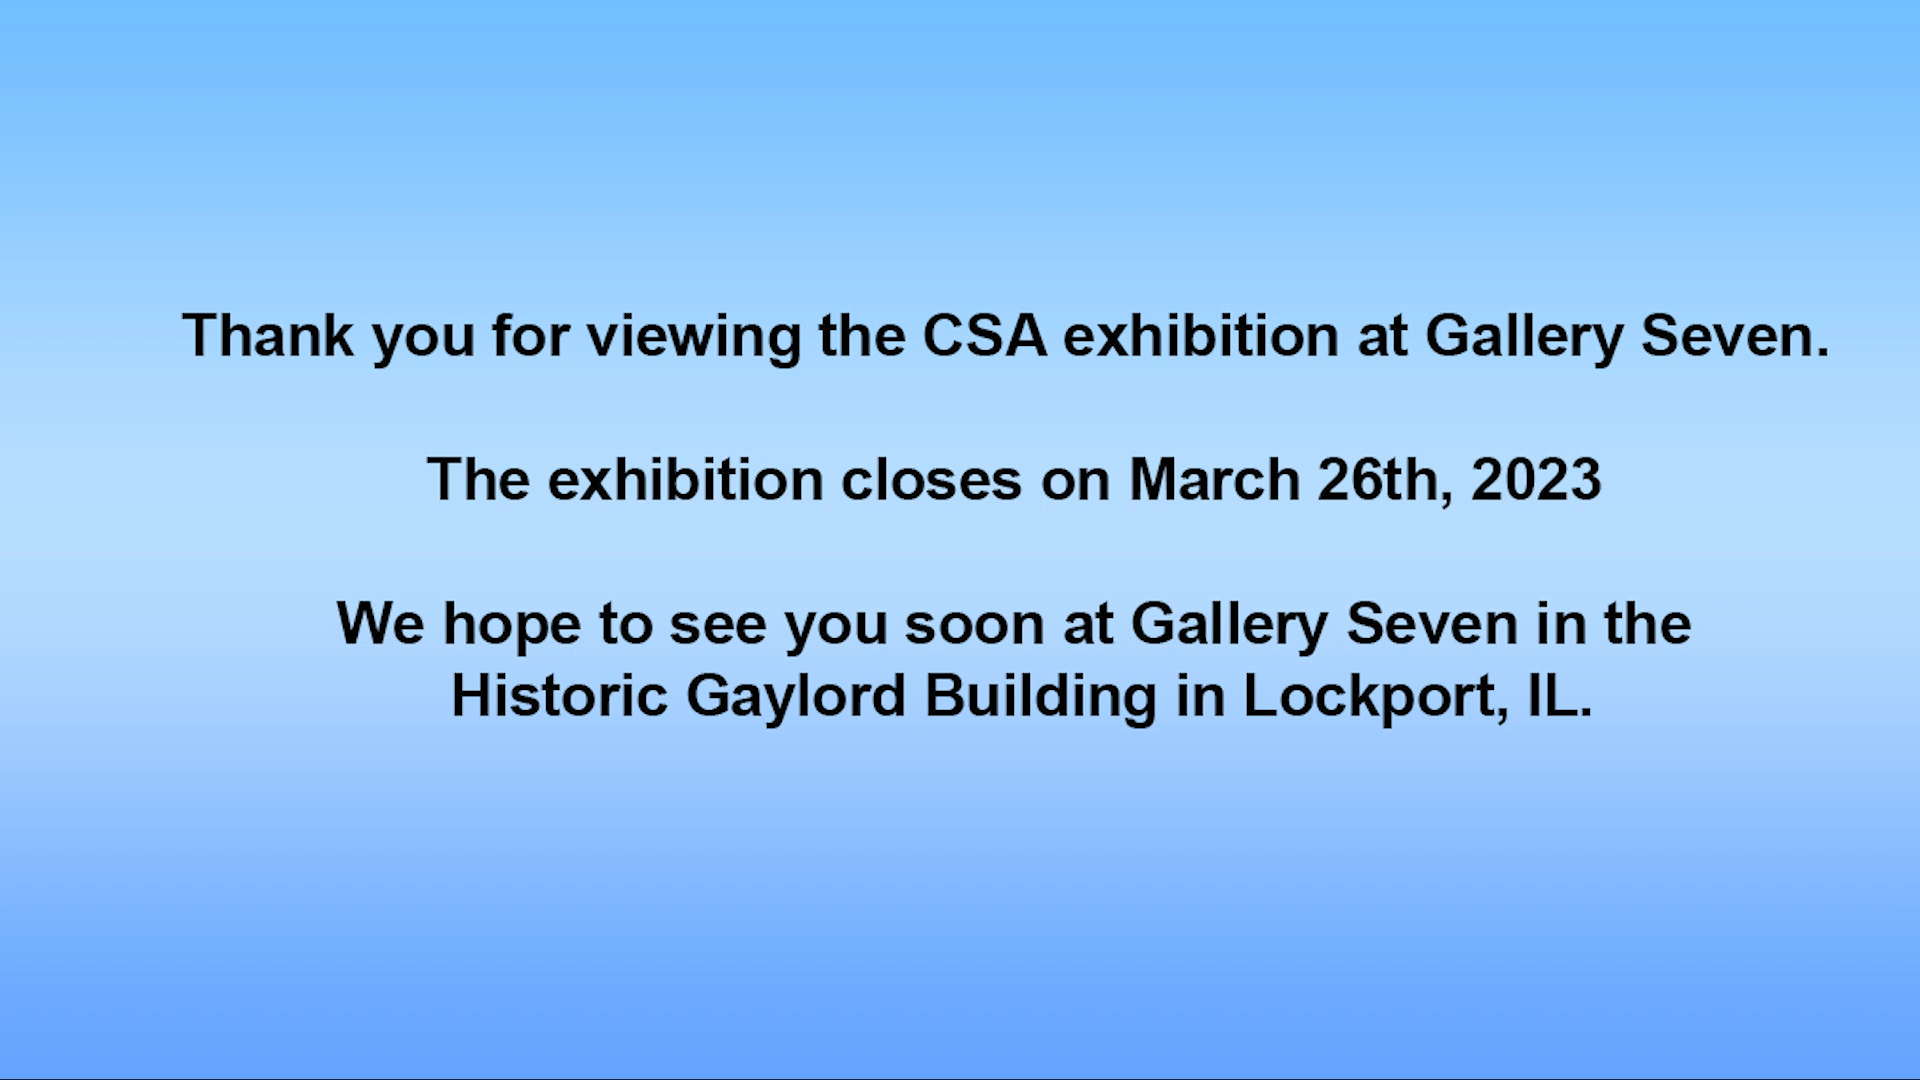 Thank you for viewing the CSA exhibition at Gallery Seven.
The exhibition closes on March 26th, 2023
We hope to see you soon at Gallery Seven in the
Historic Gaylord Building in Lockport, IL.